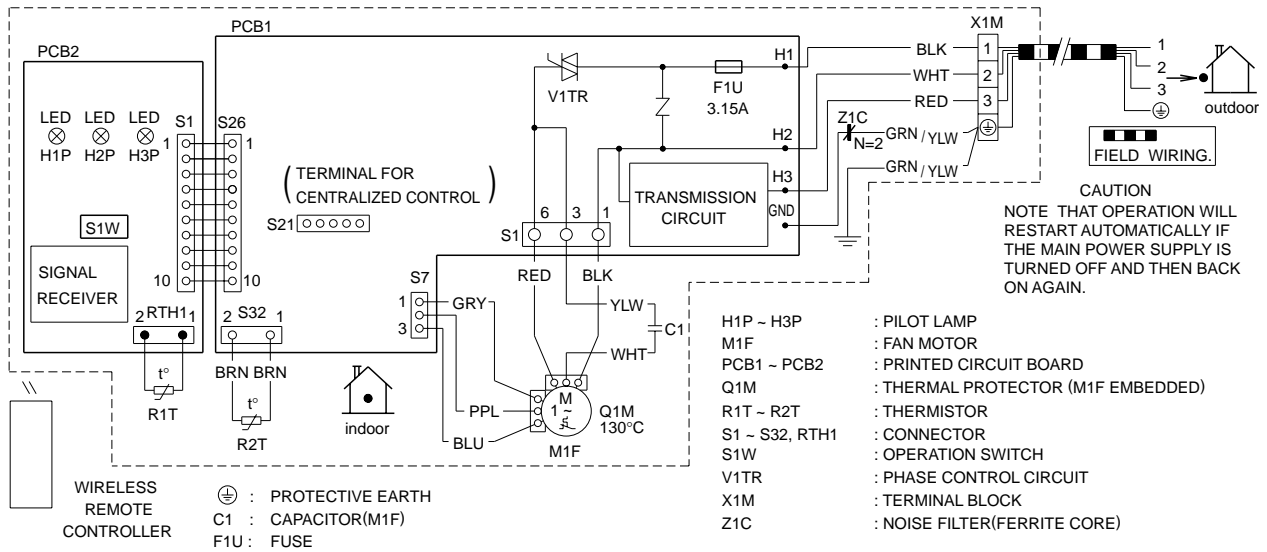 PCB2
PCB1
X1M
LED LED LED
H1P H2P H3P
S1 S26
1 1
10 10
S1W
SIGNAL
RECEIVER
2 RTH1 1
t°
R1T
2 S32 1
BRN BRN
t°
R2T
( TERMINAL FOR
CENTRALIZED CONTROL )
S21
V1TR
F1U
3.15A
H1
H2
H3
GND
TRANSMISSION
CIRCUIT
6 3 1
S1
RED
BLK
YLW
C1
WHT
S7
1
3
GRY
PPL
BLU
M
1 ~
Q1M
130°C
M1F
indoor
BLK 1
WHT 2
RED 3
Z1C
N=2
GRN/YLW
GRN/YLW
1
2
3
outdoor
FIELD WIRING.
CAUTION
NOTE THAT OPERATION WILL
RESTART AUTOMATICALLY IF
THE MAIN POWER SUPPLY IS
TURNED OFF AND THEN BACK
ON AGAIN.
H1P ~ H3P : PILOT LAMP
M1F : FAN MOTOR
PCB1 ~ PCB2 : PRINTED CIRCUIT BOARD
Q1M : THERMAL PROTECTOR (M1F EMBEDDED)
R1T ~ R2T : THERMISTOR
S1 ~ S32, RTH1 : CONNECTOR
S1W : OPERATION SWITCH
V1TR : PHASE CONTROL CIRCUIT
X1M : TERMINAL BLOCK
Z1C : NOISE FILTER(FERRITE CORE)
WIRELESS
REMOTE
CONTROLLER
: PROTECTIVE EARTH
C1 : CAPACITOR(M1F)
F1U : FUSE